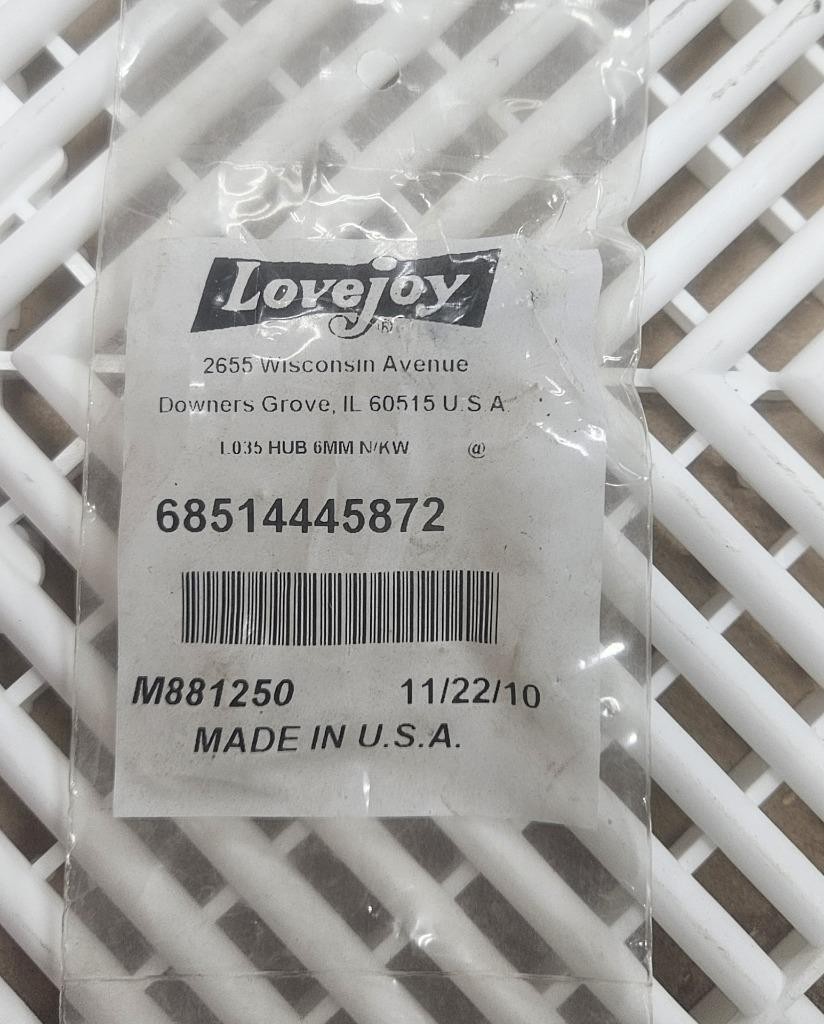 Lovejoy®
2655 Wisconsin Avenue
Downers Grove, IL 60515 U.S.A.
L035 HUB 6MM N/KW @
68514445872
M881250 11/22/10
MADE IN U.S.A.